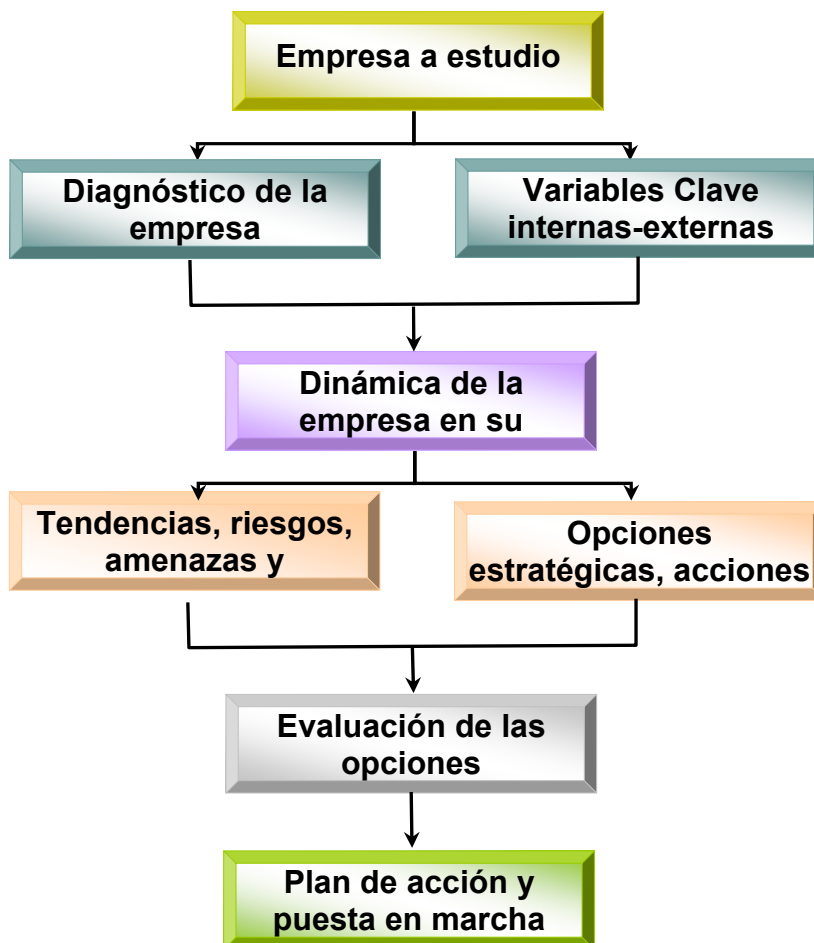 Empresa a estudio
Diagnóstico de la
empresa
Variables Clave
internas-externas
Dinámica de la
empresa en su
Tendencias, riesgos,
amenazas y
Opciones
estratégicas, acciones
Evaluación de las
opciones
Plan de acción y
puesta en marcha